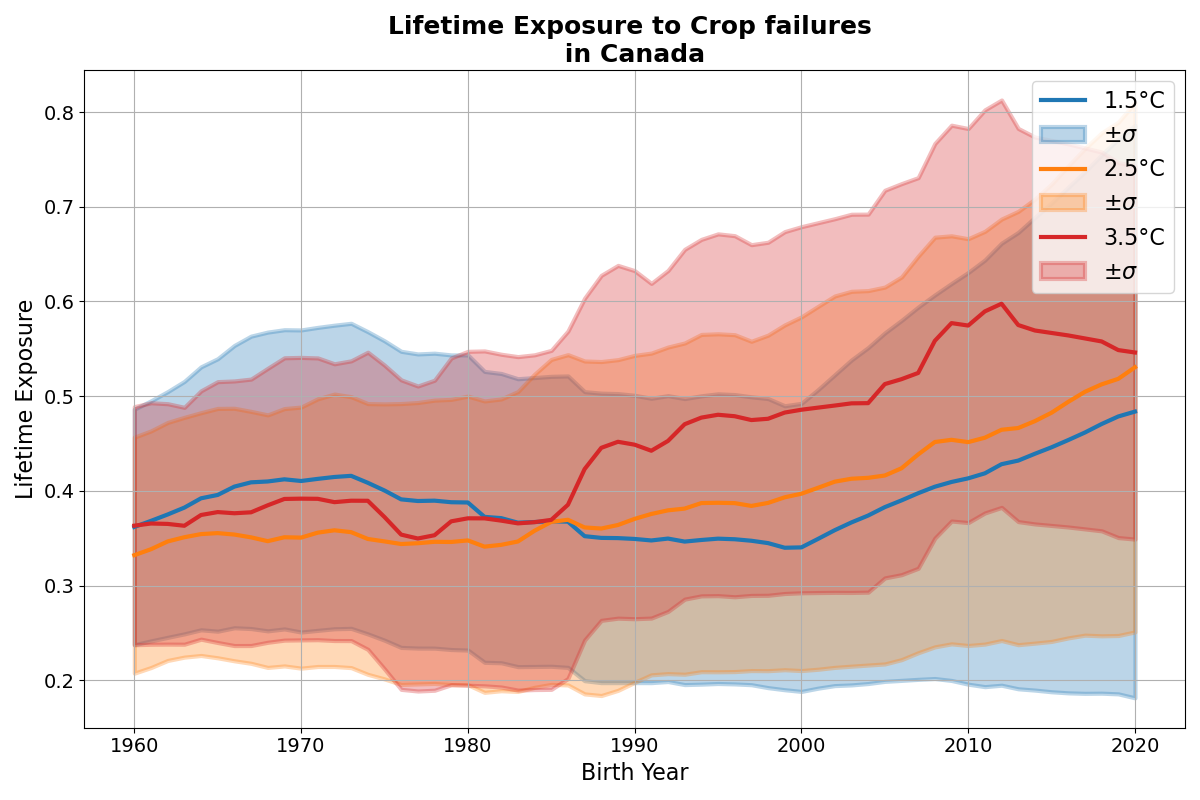 Lifetime Exposure to Crop failures
in Canada
Lifetime Exposure
0.8
0.7
0.6
0.5
0.4
0.3
0.2
1.5°C
±σ
2.5°C
±σ
3.5°C
±σ
1960 1970 1980 1990 2000 2010 2020
Birth Year